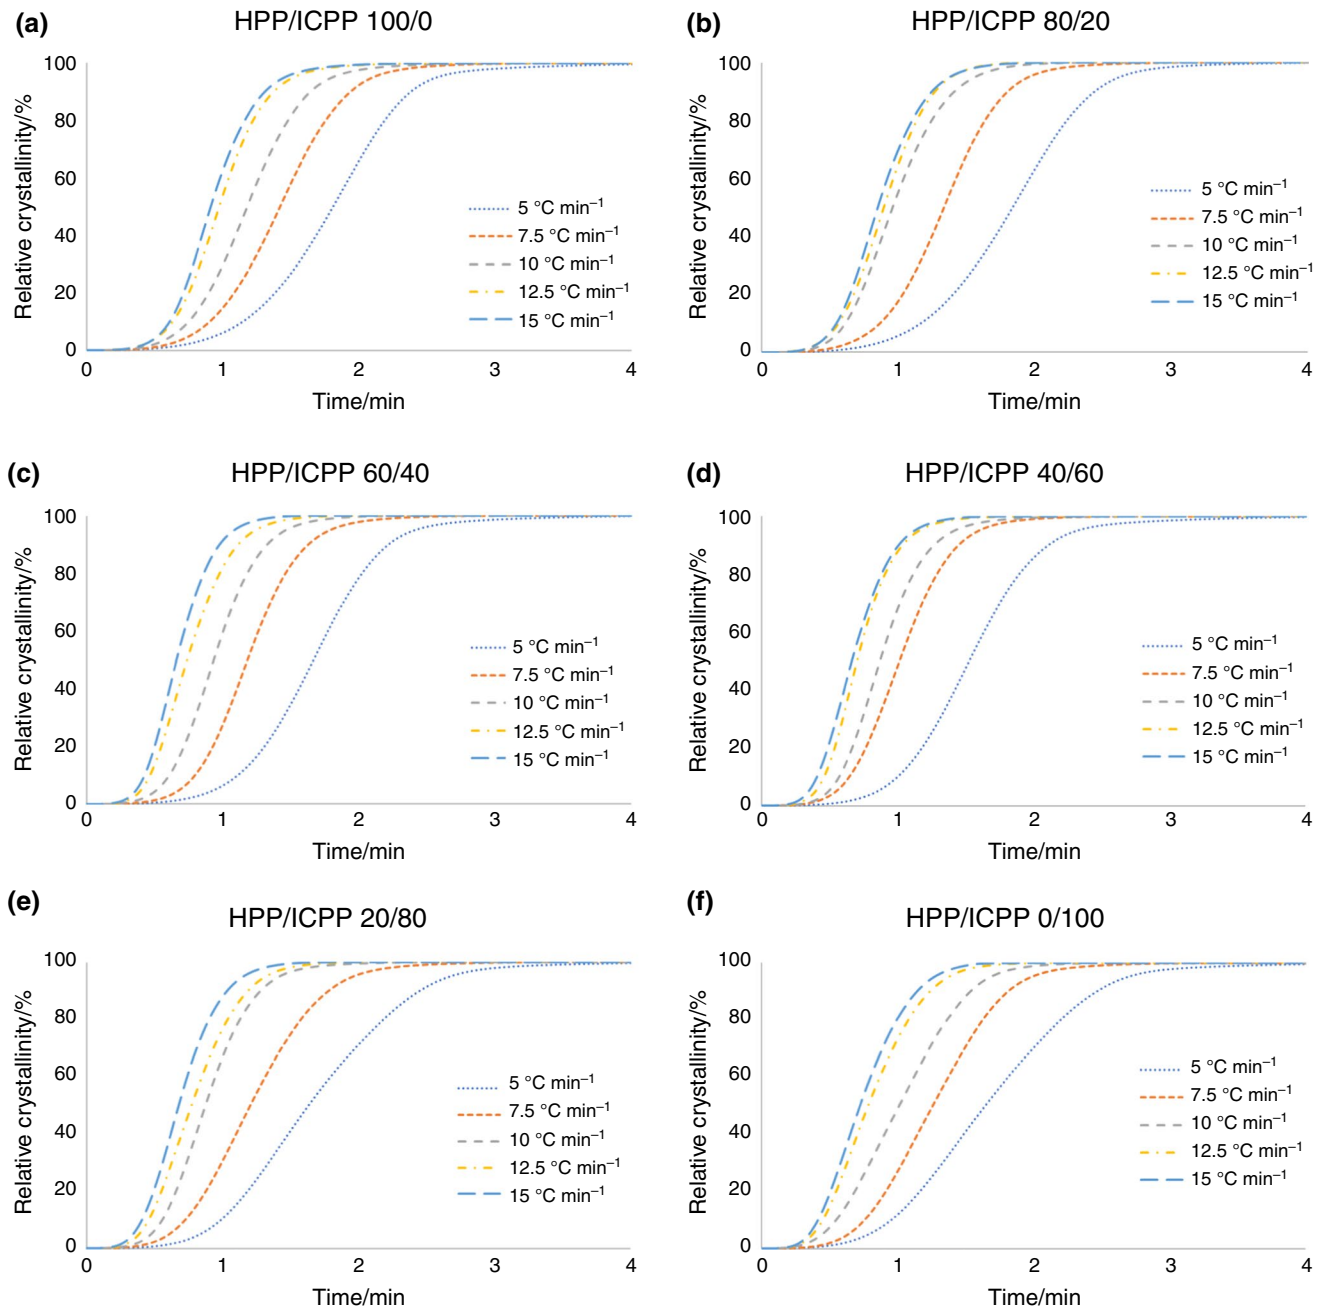 (a) HPP/ICPP 100/0
Relative crystallinity/%
100
80
60
40
20
0
5 °C min⁻¹
7.5 °C min⁻¹
10 °C min⁻¹
12.5 °C min⁻¹
15 °C min⁻¹
0 1 2 3 4
Time/min
(b) HPP/ICPP 80/20
Relative crystallinity/%
100
80
60
40
20
0
5 °C min⁻¹
7.5 °C min⁻¹
10 °C min⁻¹
12.5 °C min⁻¹
15 °C min⁻¹
0 1 2 3 4
Time/min
(c) HPP/ICPP 60/40
Relative crystallinity/%
100
80
60
40
20
0
5 °C min⁻¹
7.5 °C min⁻¹
10 °C min⁻¹
12.5 °C min⁻¹
15 °C min⁻¹
0 1 2 3 4
Time/min
(d) HPP/ICPP 40/60
Relative crystallinity/%
100
80
60
40
20
0
5 °C min⁻¹
7.5 °C min⁻¹
10 °C min⁻¹
12.5 °C min⁻¹
15 °C min⁻¹
0 1 2 3 4
Time/min
(e) HPP/ICPP 20/80
Relative crystallinity/%
100
80
60
40
20
0
5 °C min⁻¹
7.5 °C min⁻¹
10 °C min⁻¹
12.5 °C min⁻¹
15 °C min⁻¹
0 1 2 3 4
Time/min
(f) HPP/ICPP 0/100
Relative crystallinity/%
100
80
60
40
20
0
5 °C min⁻¹
7.5 °C min⁻¹
10 °C min⁻¹
12.5 °C min⁻¹
15 °C min⁻¹
0 1 2 3 4
Time/min